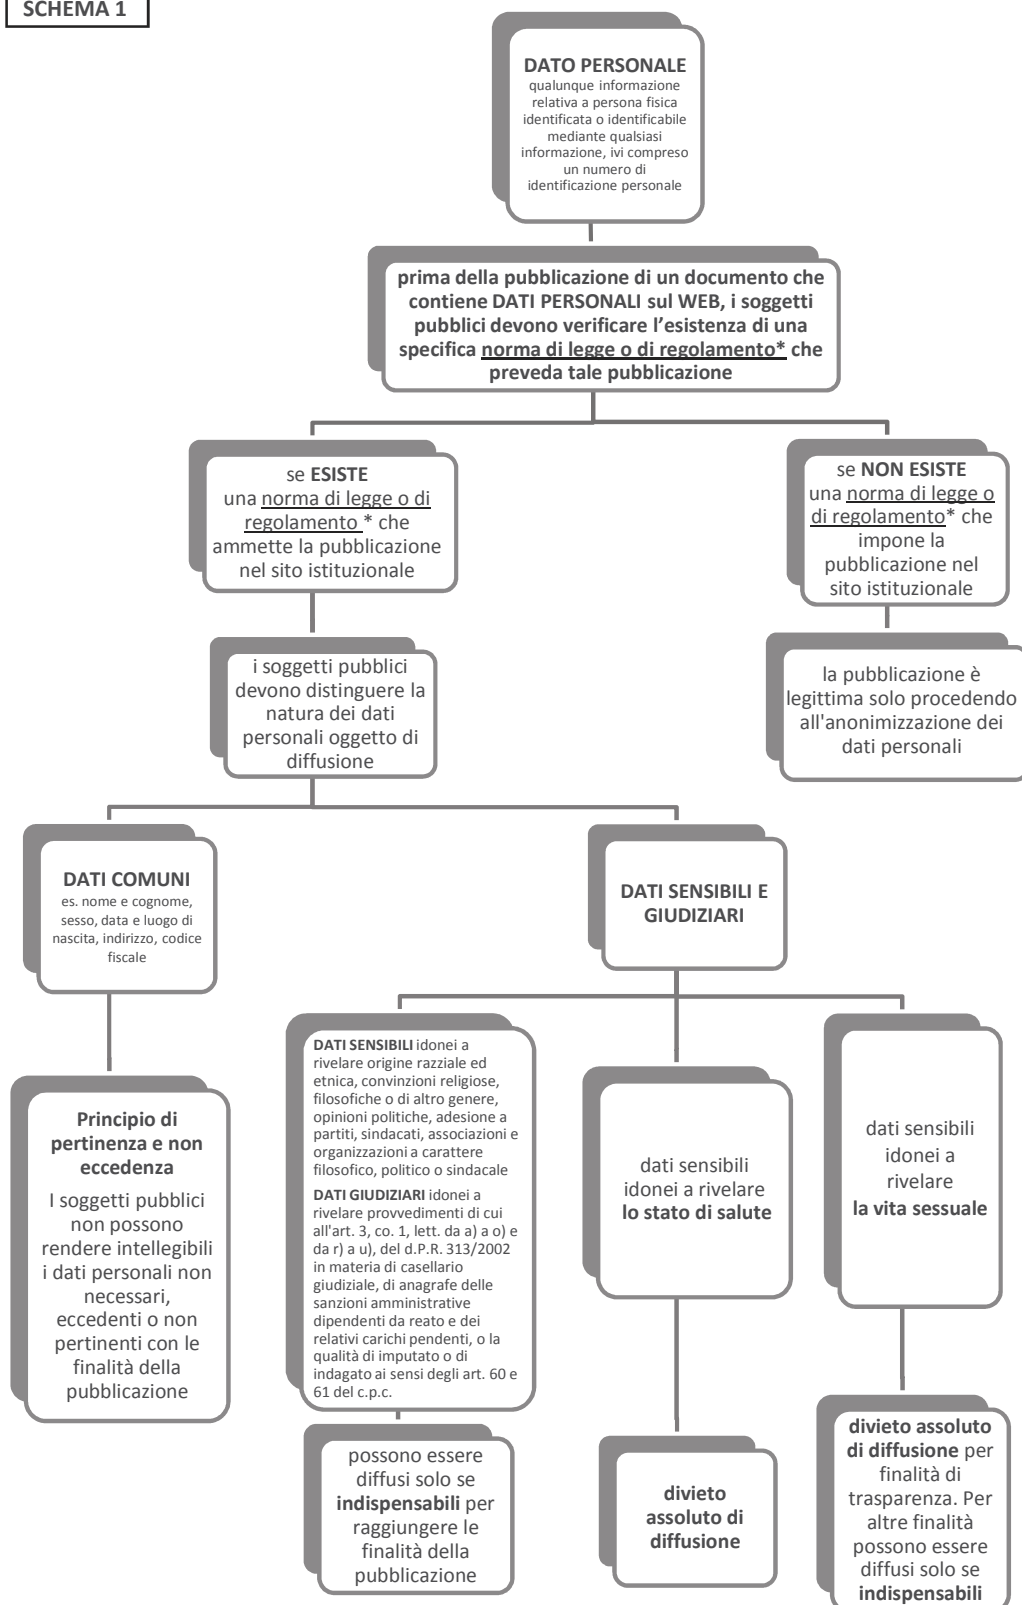 SCHEMA 1
DATO PERSONALE
qualunque informazione
relativa a persona fisica
identificata o identificabile
mediante qualsiasi
informazione, ivi compreso
un numero di
identificazione personale
prima della pubblicazione di un documento che
contiene DATI PERSONALI sul WEB, i soggetti
pubblici devono verificare l'esistenza di una
specifica norma di legge o di regolamento* che
preveda tale pubblicazione
se ESISTE
una norma di legge o di
regolamento * che
ammette la pubblicazione
nel sito istituzionale
se NON ESISTE
una norma di legge o
di regolamento* che
impone la
pubblicazione nel
sito istituzionale
i soggetti pubblici
devono distinguere la
natura dei dati
personali oggetto di
diffusione
la pubblicazione è
legittima solo procedendo
all'anonimizzazione dei
dati personali
DATI COMUNI
es. nome e cognome,
sesso, data e luogo di
nascita, indirizzo, codice
fiscale
DATI SENSIBILI E
GIUDIZIARI
Principio di
pertinenza e non
eccedenza
I soggetti pubblici
non possono
rendere intellegibili
i dati personali non
necessari,
eccedenti o non
pertinenti con le
finalità della
pubblicazione
DATI SENSIBILI idonei a
rivelare origine razziale ed
etnica, convinzioni religiose,
filosofiche o di altro genere,
opinioni politiche, adesione a
partiti, sindacati, associazioni e
organizzazioni a carattere
filosofico, politico o sindacale
DATI GIUDIZIARI idonei a
rivelare provvedimenti di cui
all'art. 3, co. 1, lett. da a) a o) e
da r) a u), del d.P.R. 313/2002
in materia di casellario
giudiziale, di anagrafe delle
sanzioni amministrative
dipendenti da reato e dei
relativi carichi pendenti, o la
qualità di imputato o di
indagato ai sensi degli art. 60 e
61 del c.p.c.
dati sensibili
idonei a rivelare
lo stato di salute
dati sensibili
idonei a
rivelare
la vita sessuale
possono essere
diffusi solo se
indispensabili per
raggiungere le
finalità della
pubblicazione
divieto
assoluto di
diffusione
divieto assoluto
di diffusione per
finalità di
trasparenza. Per
altre finalità
possono essere
diffusi solo se
indispensabili